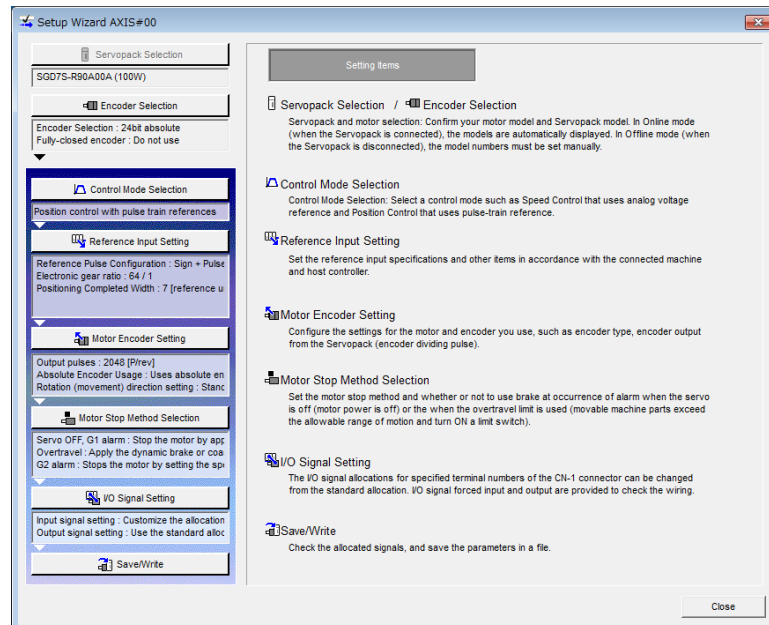 Setup Wizard AXIS#00
Servopack Selection
SGD7S-R90A00A (100W)
Encoder Selection
Encoder Selection : 24bit absolute
Fully-closed encoder : Do not use
Control Mode Selection
Position control with pulse train references
Reference Input Setting
Reference Pulse Configuration : Sign + Pulse
Electronic gear ratio : 64 / 1
Positioning Completed Width : 7 [reference u
Motor Encoder Setting
Output pulses : 2048 [P/rev]
Absolute Encoder Usage : Uses absolute en
Rotation (movement) direction setting : Stanc
Motor Stop Method Selection
Servo OFF, G1 alarm : Stop the motor by app
Overtravel : Apply the dynamic brake or coa
G2 alarm : Stops the motor by setting the spe
I/O Signal Setting
Input signal setting : Customize the allocation
Output signal setting : Use the standard alloc
Save/Write
Setting Items
Servopack Selection / Encoder Selection
Servopack and motor selection: Confirm your motor model and Servopack model. In Online mode
(when the Servopack is connected), the models are automatically displayed. In Offline mode (when
the Servopack is disconnected), the model numbers must be set manually.
Control Mode Selection
Control Mode Selection: Select a control mode such as Speed Control that uses analog voltage
reference and Position Control that uses pulse-train reference.
Reference Input Setting
Set the reference input specifications and other items in accordance with the connected machine
and host controller.
Motor Encoder Setting
Configure the settings for the motor and encoder you use, such as encoder type, encoder output
from the Servopack (encoder dividing pulse).
Motor Stop Method Selection
Set the motor stop method and whether or not to use brake at occurrence of alarm when the servo
is off (motor power is off) or the when the overtravel limit is used (movable machine parts exceed
the allowable range of motion and turn ON a limit switch).
I/O Signal Setting
The I/O signal allocations for specified terminal numbers of the CN-1 connector can be changed
from the standard allocation. I/O signal forced input and output are provided to check the wiring.
Save/Write
Check the allocated signals, and save the parameters in a file.
Close